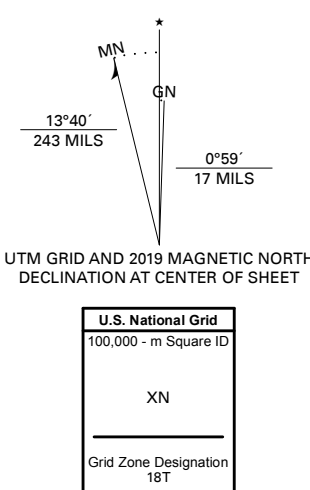 ★
MN
GN
13°40´
243 MILS
0°59´
17 MILS
UTM GRID AND 2019 MAGNETIC NORTH
DECLINATION AT CENTER OF SHEET
U.S. National Grid
100,000 - m Square ID
XN
Grid Zone Designation
18T